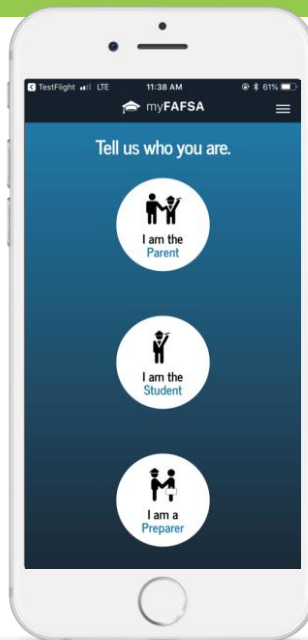 TestFlight LTE 11:38 AM 61%
myFAFSA
Tell us who you are.
I am the
Parent
I am the
Student
I am a
Preparer